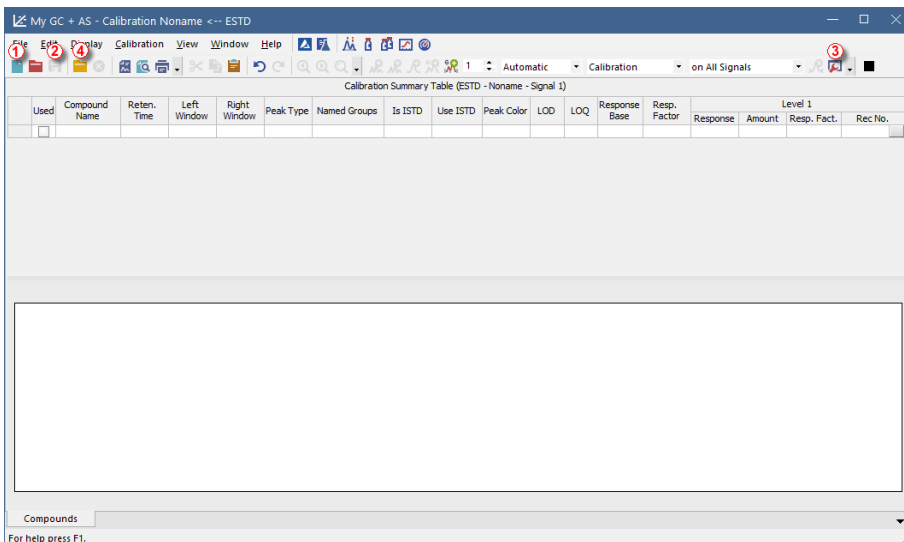 My GC + AS - Calibration Noname <-- ESTD
File Edit Display Calibration View Window Help
1 2 4 3
1 Automatic Calibration on All Signals
Calibration Summary Table (ESTD - Noname - Signal 1)
Used Compound Name Reten. Time Left Window Right Window Peak Type Named Groups Is ISTD Use ISTD Peak Color LOD LOQ Response Base Resp. Factor Level 1
Response Amount Resp. Fact. Rec No.
Compounds
For help press F1.